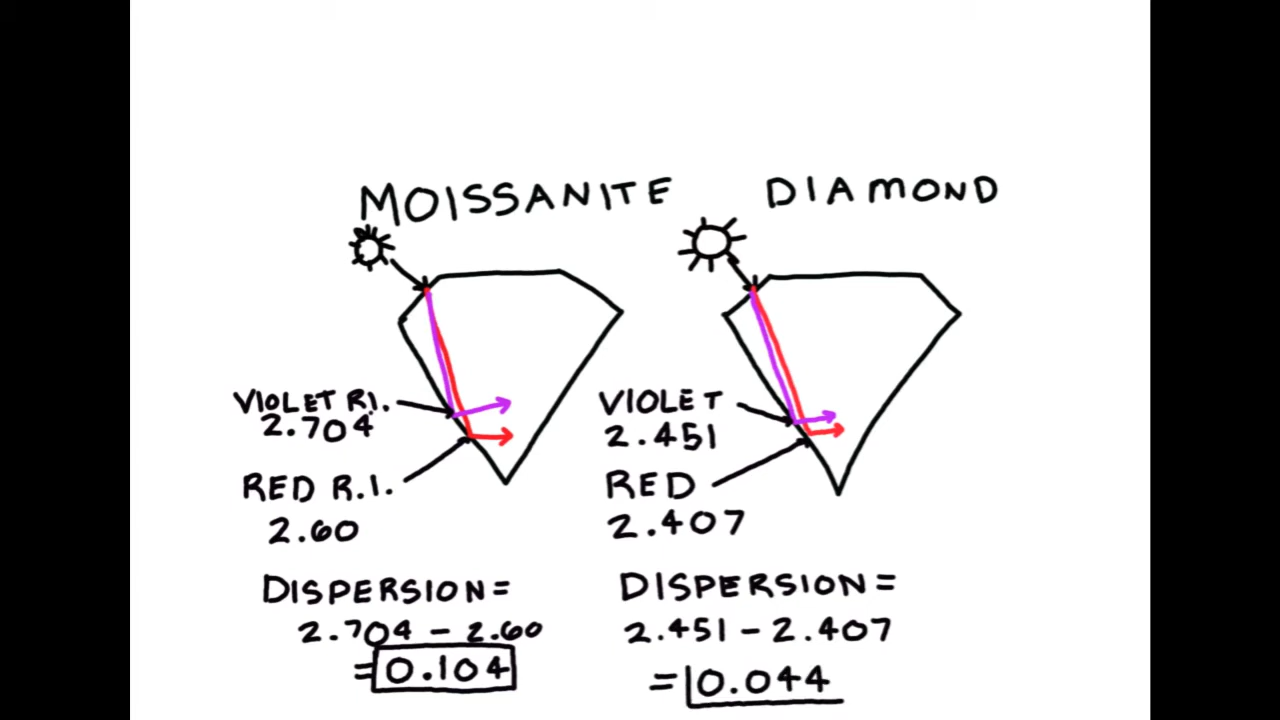 MOISSANITE
VIOLET R.I.
2.704
RED R.I.
2.60
DISPERSION =
2.704 - 2.60
= 0.104
DIAMOND
VIOLET
2.451
RED
2.407
DISPERSION =
2.451 - 2.407
= 0.044